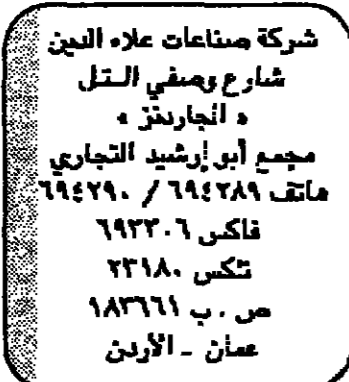 شركة صناعات علاء الدين
شارع وصفي التل
« الجاردنز »
مجمع أبو إرشيد التجاري
هاتف ٦٩٤٢٨٩ / ٦٩٤٢٩٠
فاكس ٦٩٣٣٠٦
تلكس ٢٣١٨٠
ص . ب ١٨٣٦٦١
عمان - الأردن